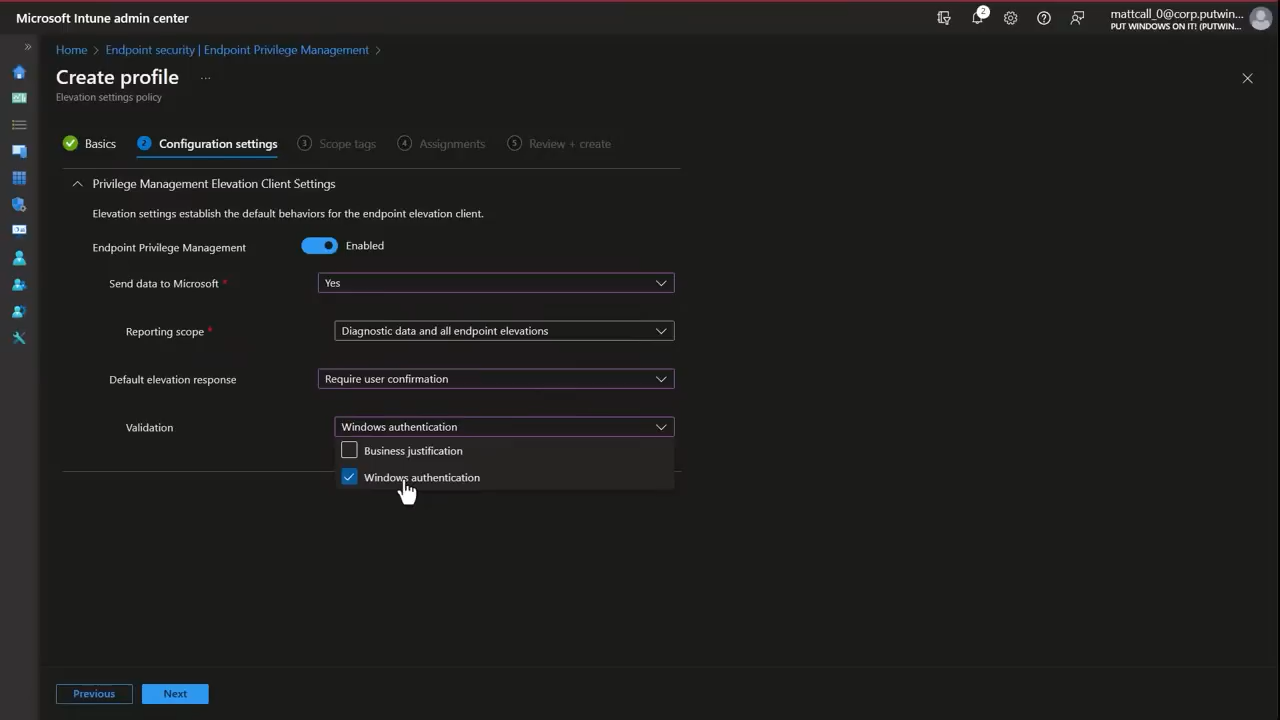 Microsoft Intune admin center
2
mattcall_0@corp.putwin...
PUT WINDOWS ON IT! (PUTWIN...
Home > Endpoint security | Endpoint Privilege Management >
Create profile ...
Elevation settings policy
Basics
2 Configuration settings
3 Scope tags
4 Assignments
5 Review + create
Privilege Management Elevation Client Settings
Elevation settings establish the default behaviors for the endpoint elevation client.
Endpoint Privilege Management Enabled
Send data to Microsoft * Yes
Reporting scope * Diagnostic data and all endpoint elevations
Default elevation response Require user confirmation
Validation Windows authentication
Business justification
Windows authentication
Previous Next